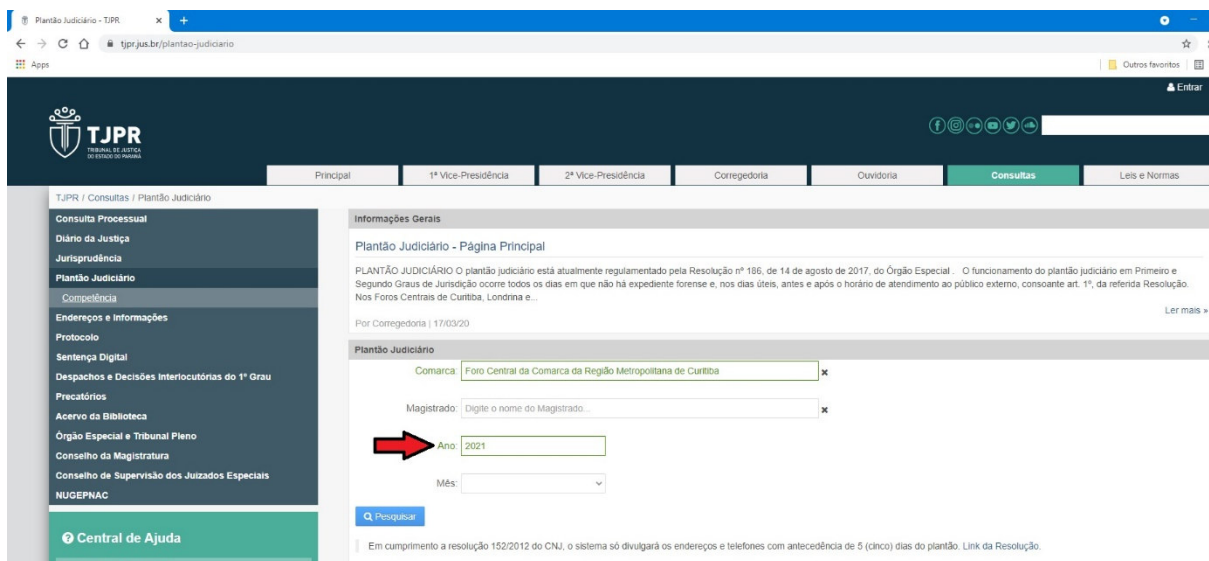 Plantão Judiciário - TJPR
tjpr.jus.br/plantao-judiciario
Apps
Outros favoritos
Entrar
TJPR
TRIBUNAL DE JUSTIÇA
DO ESTADO DO PARANÁ
Principal
1ª Vice-Presidência
2ª Vice-Presidência
Corregedoria
Ouvidoria
Consultas
Leis e Normas
TJPR / Consultas / Plantão Judiciário
Consulta Processual
Diário da Justiça
Jurisprudência
Plantão Judiciário
Competência
Endereços e Informações
Protocolo
Sentença Digital
Despachos e Decisões Interlocutórias do 1º Grau
Precatórios
Acervo da Biblioteca
Órgão Especial e Tribunal Pleno
Conselho da Magistratura
Conselho de Supervisão dos Juizados Especiais
NUGEPNAC
Central de Ajuda
Informações Gerais
Plantão Judiciário - Página Principal
PLANTÃO JUDICIÁRIO O plantão judiciário está atualmente regulamentado pela Resolução nº 186, de 14 de agosto de 2017, do Órgão Especial . O funcionamento do plantão judiciário em Primeiro e
Segundo Graus de Jurisdição ocorre todos os dias em que não há expediente forense e, nos dias úteis, antes e após o horário de atendimento ao público externo, consoante art. 1º, da referida Resolução.
Nos Foros Centrais de Curitiba, Londrina e...
Ler mais »
Por Corregedoria | 17/03/20
Plantão Judiciário
Comarca: Foro Central da Comarca da Região Metropolitana de Curitiba
Magistrado: Digite o nome do Magistrado...
Ano: 2021
Mês:
Pesquisar
Em cumprimento a resolução 152/2012 do CNJ, o sistema só divulgará os endereços e telefones com antecedência de 5 (cinco) dias do plantão. Link da Resolução.